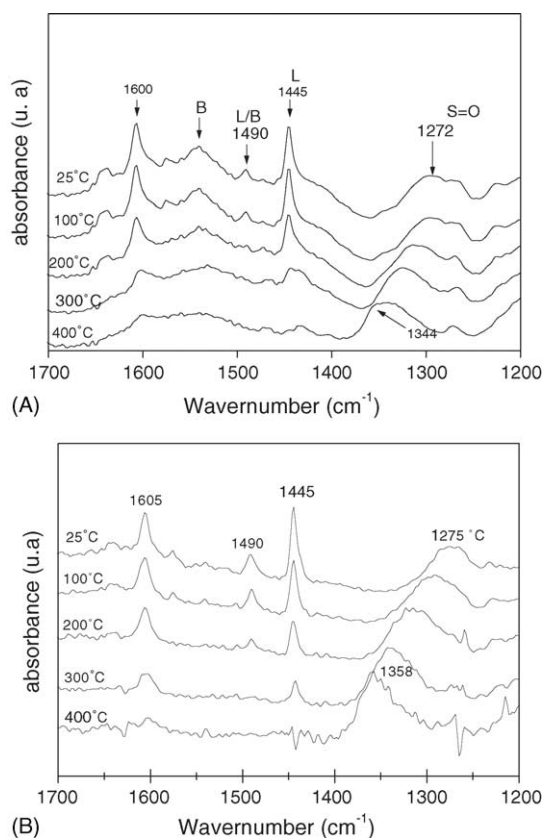 1600
B
L/B
1490
L
1445
S=O
1272
25°C
100°C
200°C
300°C
400°C
1344
absorbance (u. a)
1700 1600 1500 1400 1300 1200
Wavernumber (cm-1)
(A)
1605
1490
1445
1275 °C
25°C
100°C
200°C
300°C
400°C
1358
absorbance (u.a)
1700 1600 1500 1400 1300 1200
Wavernumber (cm-1)
(B)